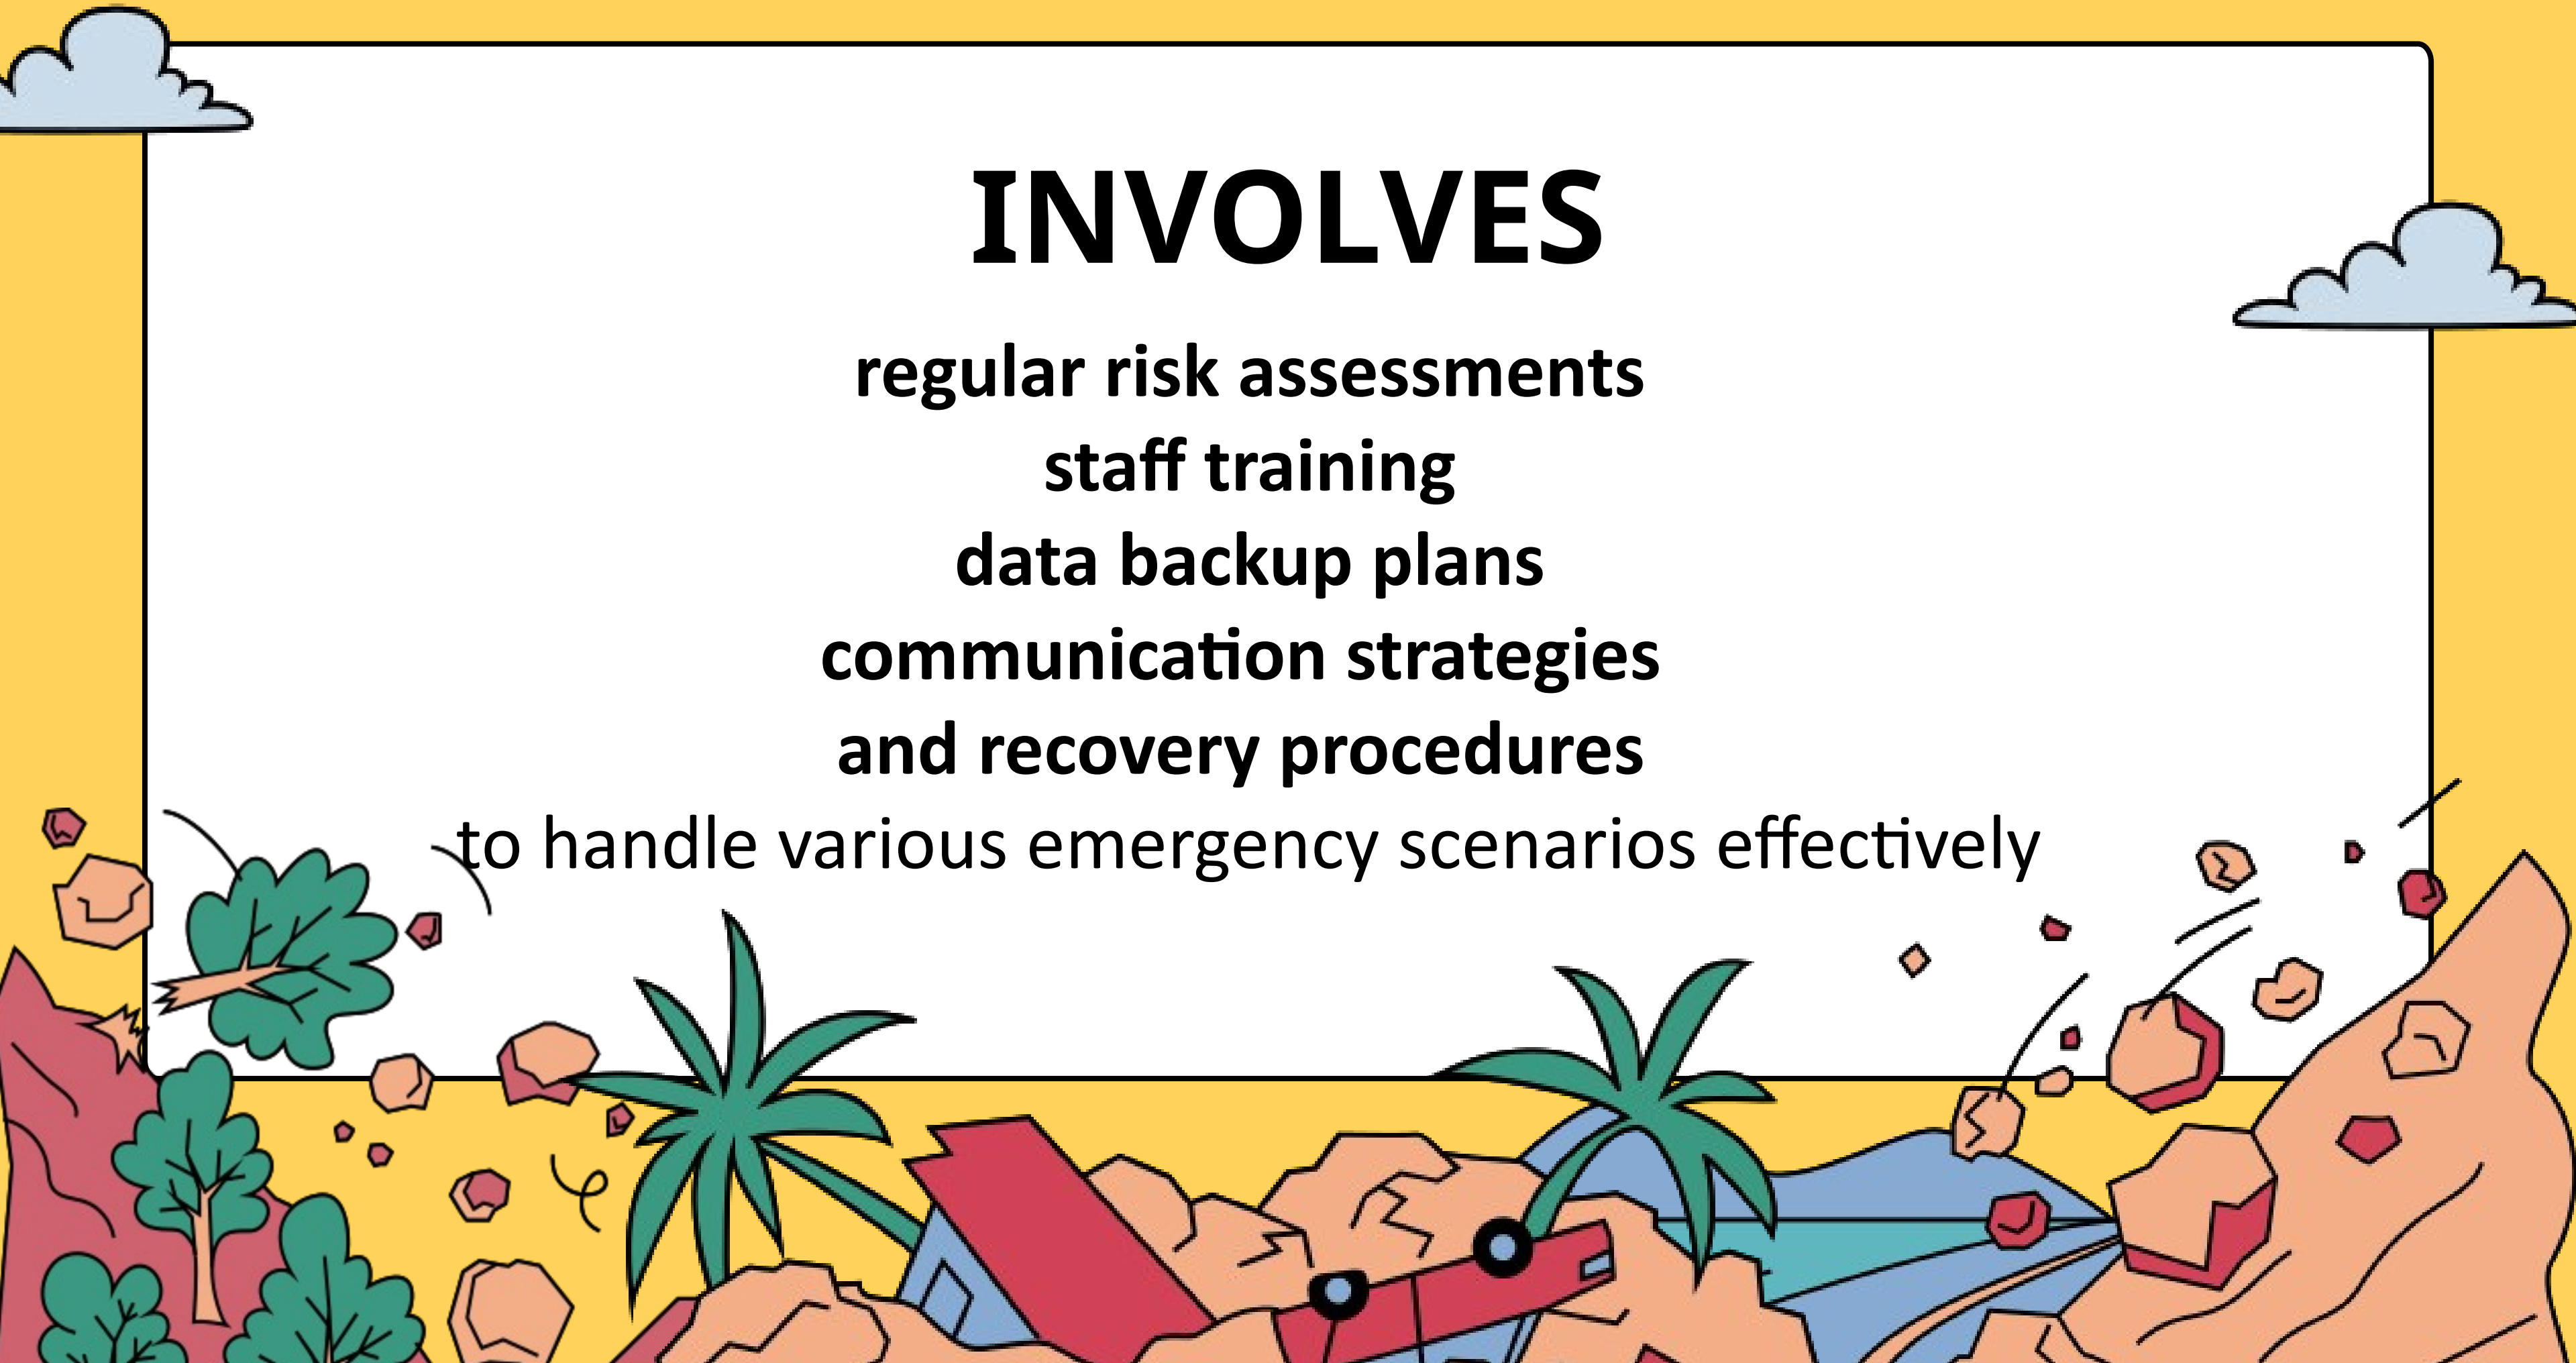 INVOLVES
regular risk assessments
staff training
data backup plans
communication strategies
and recovery procedures
to handle various emergency scenarios effectively